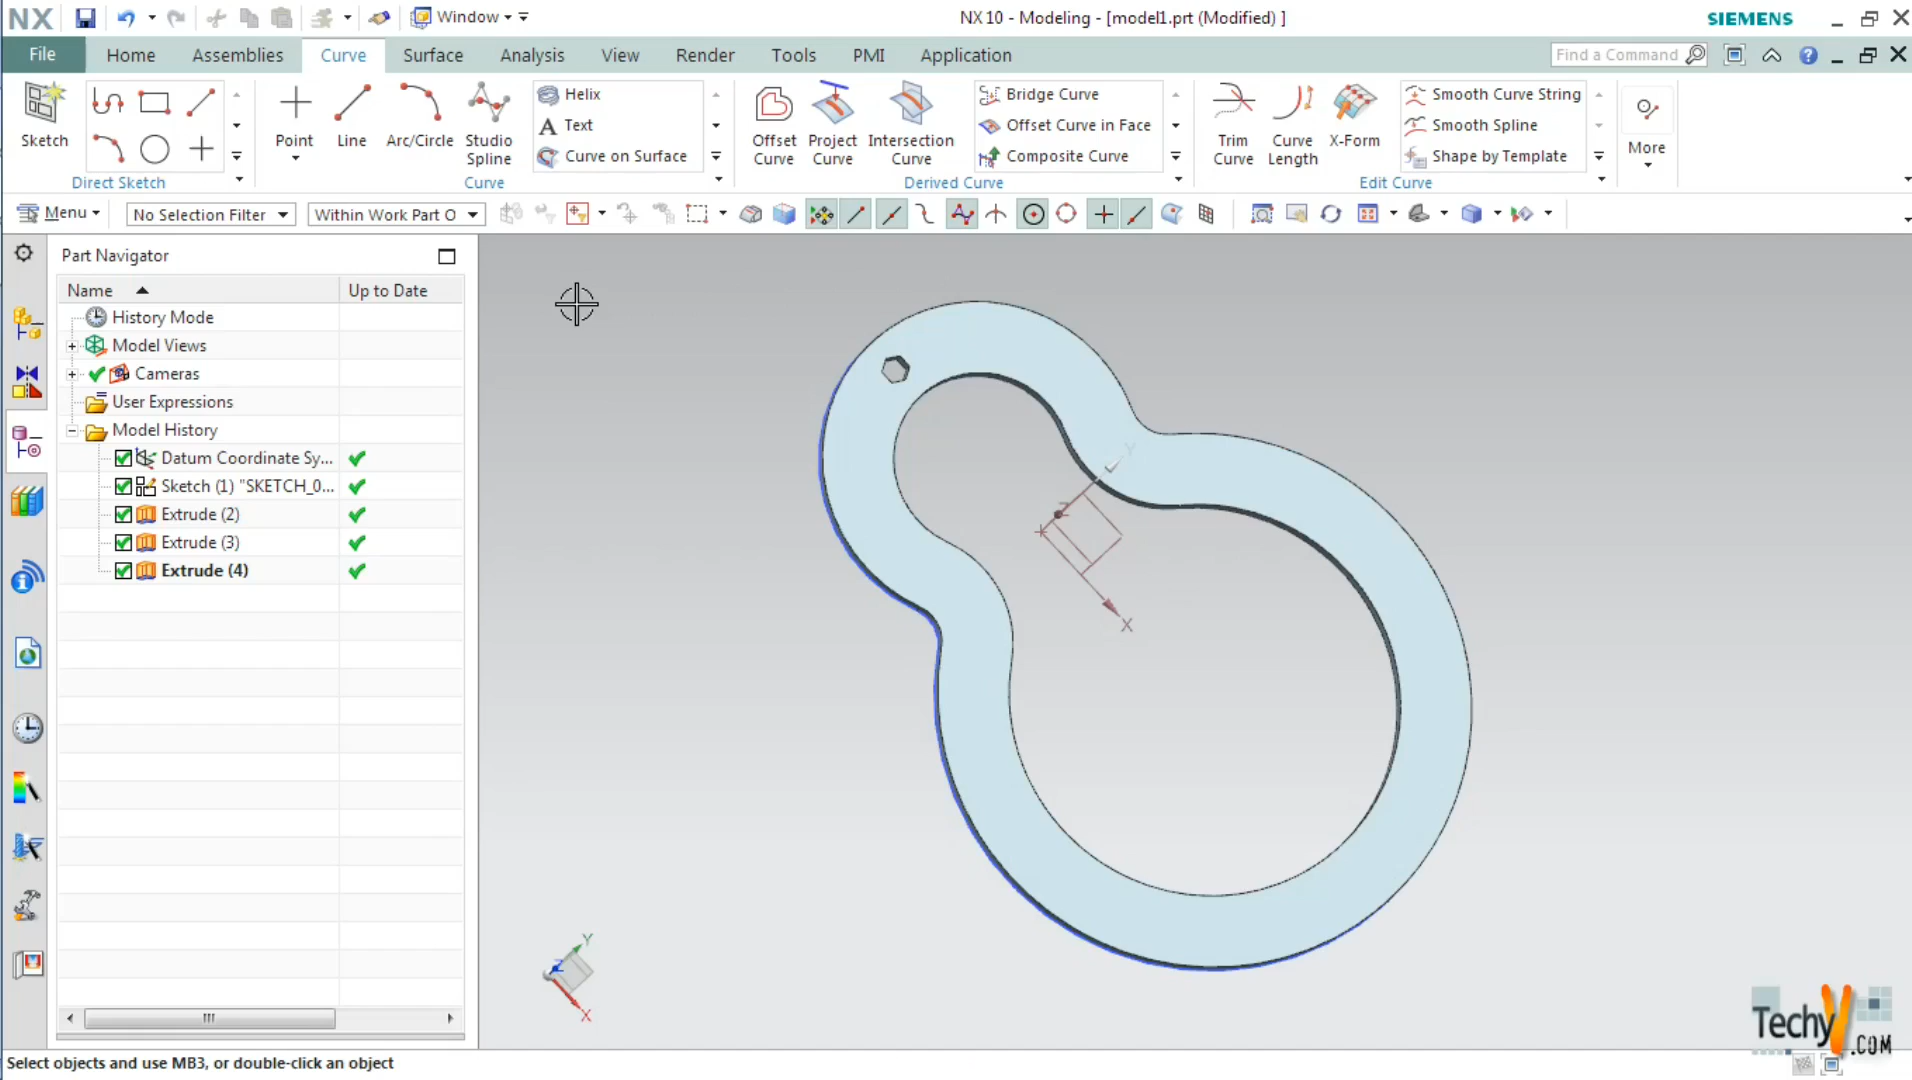 NX
Window
NX 10 - Modeling - [model1.prt (Modified) ]
SIEMENS
File
Home
Assemblies
Curve
Surface
Analysis
View
Render
Tools
PMI
Application
Find a Command
Sketch
Direct Sketch
Point
Line
Arc/Circle
Studio
Spline
Helix
Text
Curve on Surface
Curve
Offset
Curve
Project
Curve
Intersection
Curve
Bridge Curve
Offset Curve in Face
Composite Curve
Derived Curve
Trim
Curve
Curve
Length
X-Form
Smooth Curve String
Smooth Spline
Shape by Template
Edit Curve
More
Menu
No Selection Filter
Within Work Part O
Part Navigator
Name
Up to Date
History Mode
Model Views
Cameras
User Expressions
Model History
Datum Coordinate Sy...
Sketch (1) "SKETCH_0...
Extrude (2)
Extrude (3)
Extrude (4)
Y
Z
X
Y
Z
X
Select objects and use MB3, or double-click an object
TechyV
.COM